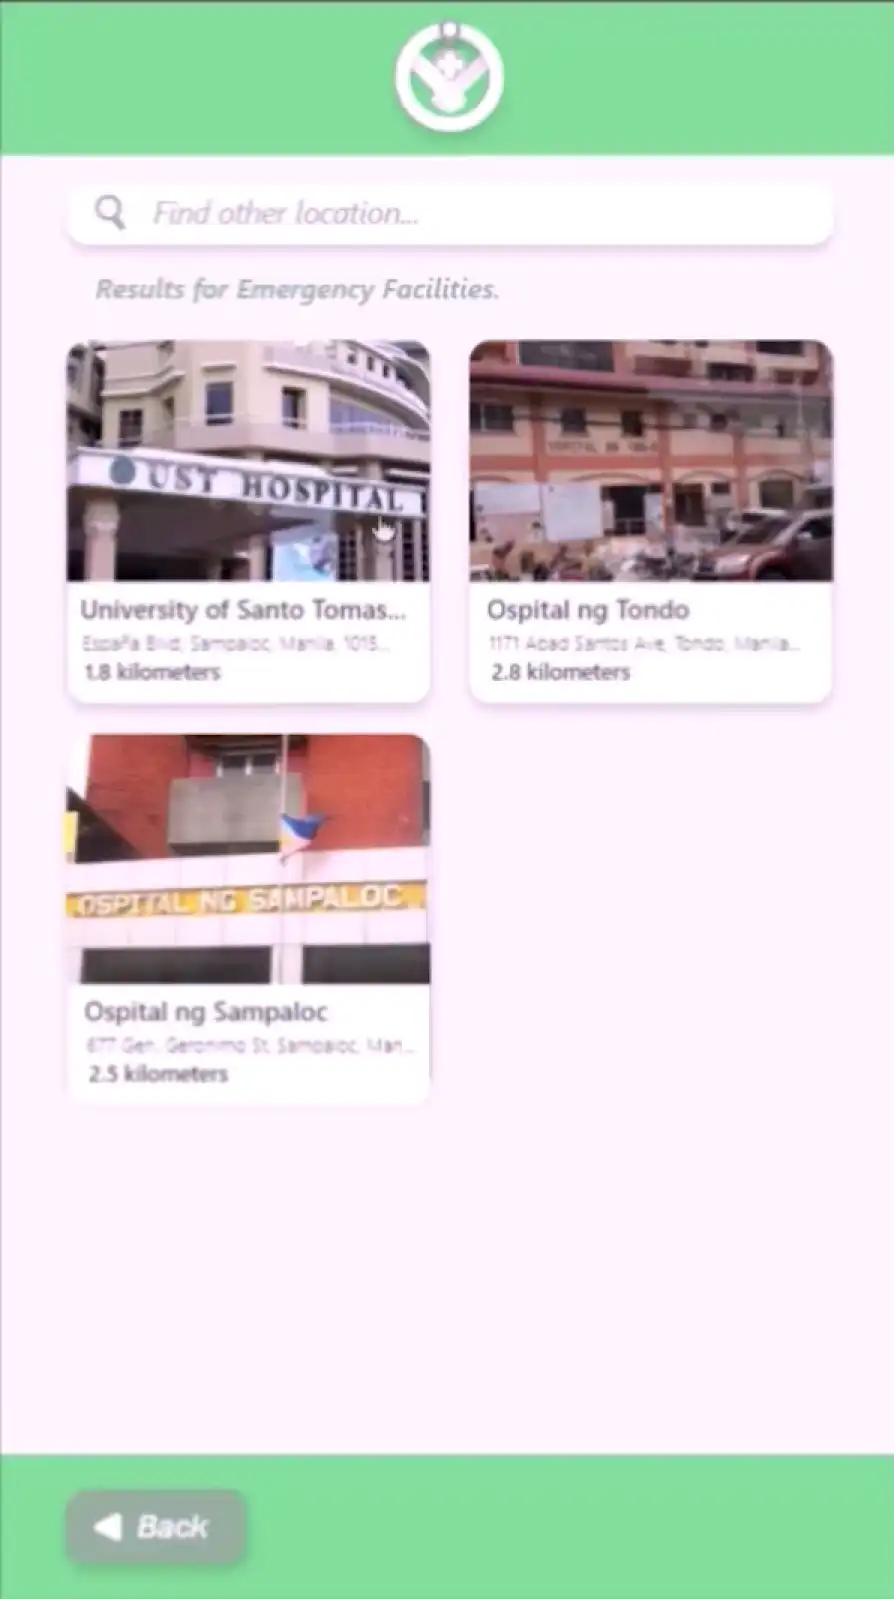 Find other location...
Results for Emergency Facilities.
UST HOSPITAL
University of Santo Tomas...
España Blvd, Sampaloc, Manila, 1015...
1.8 kilometers
Ospital ng Tondo
1171 Abad Santos Ave, Tondo, Manila...
2.8 kilometers
OSPITAL NG SAMPALOC
Ospital ng Sampaloc
677 Gen. Geronimo St, Sampaloc, Man...
2.5 kilometers
Back